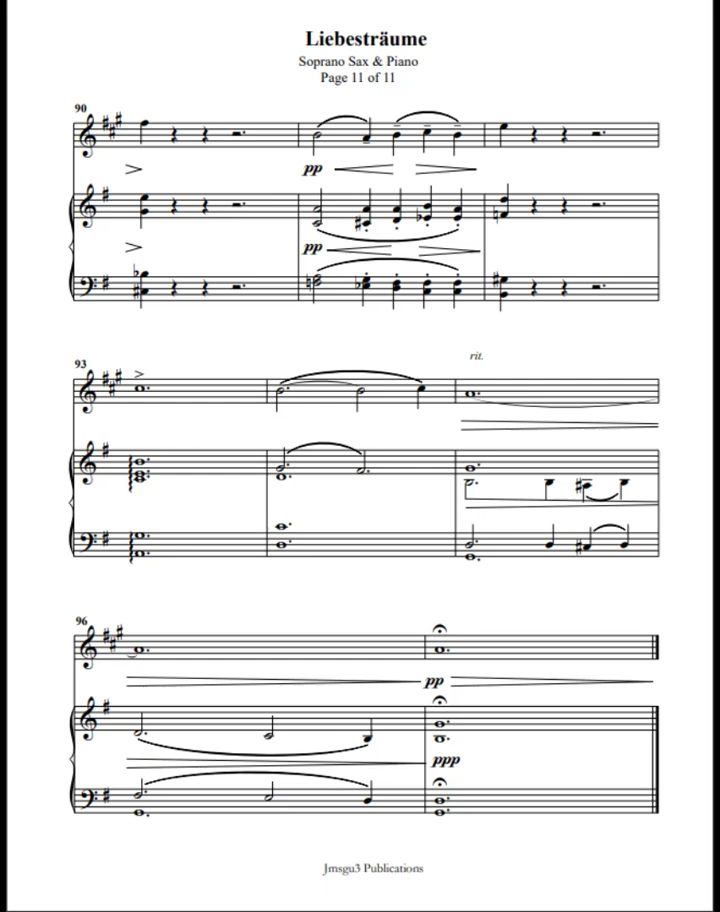 Liebesträume
Soprano Sax & Piano
Page 11 of 11
90
pp
pp
93
rit.
96
pp
ppp
Jmsgu3 Publications